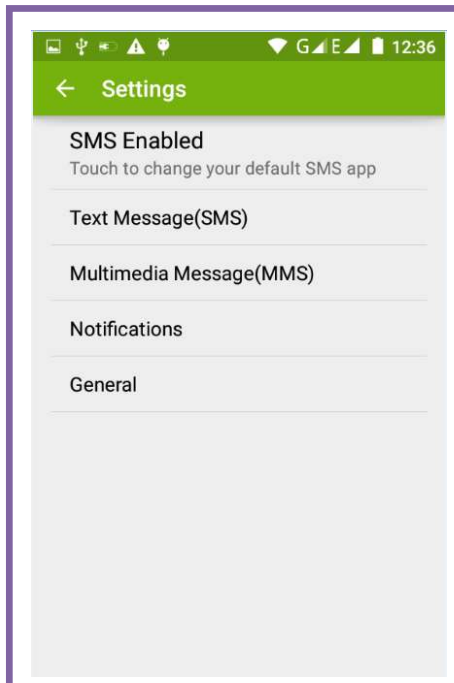 G E 12:36
Settings
SMS Enabled
Touch to change your default SMS app
Text Message(SMS)
Multimedia Message(MMS)
Notifications
General